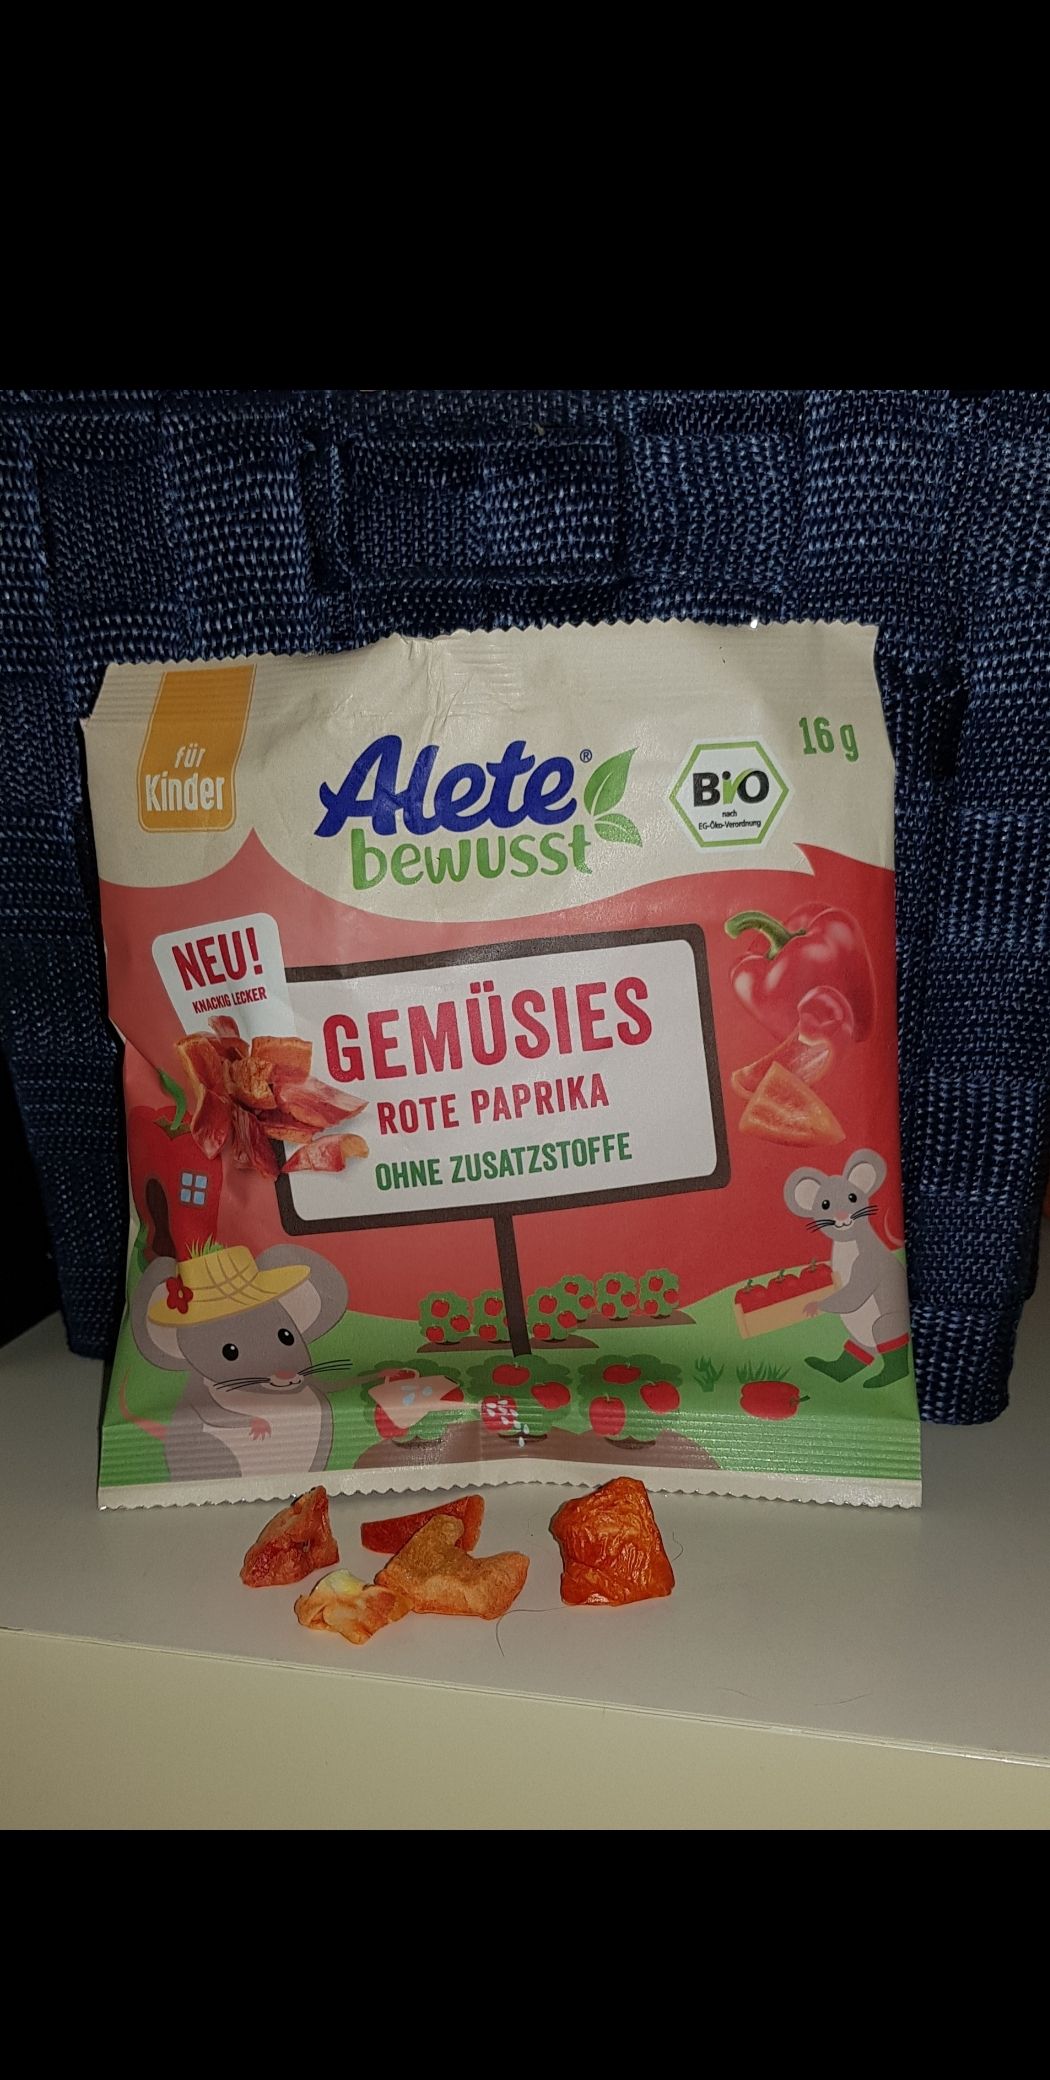 für
Kinder
Alete®
bewusst
BIO
nach
EG-Öko-Verordnung
16 g
NEU!
KNACKIG LECKER
GEMÜSIES
ROTE PAPRIKA
OHNE ZUSATZSTOFFE